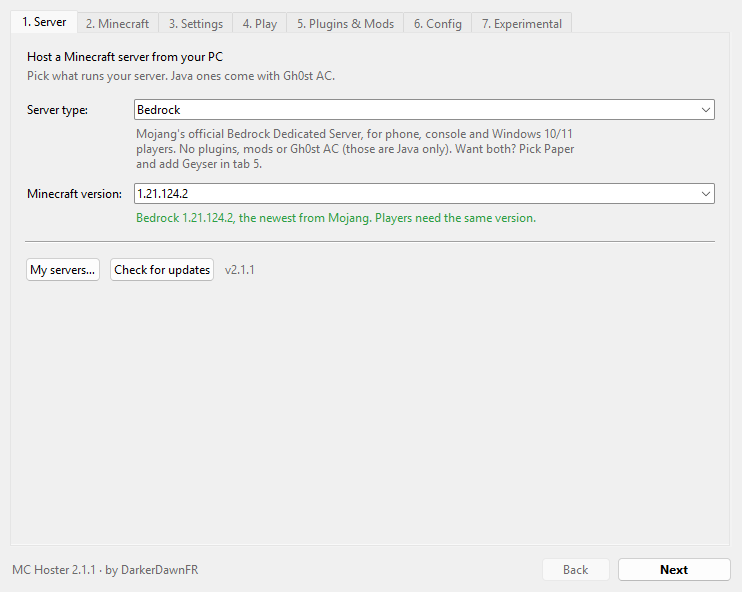 1. Server
2. Minecraft
3. Settings
4. Play
5. Plugins & Mods
6. Config
7. Experimental
Host a Minecraft server from your PC
Pick what runs your server. Java ones come with Gh0st AC.
Server type:
Bedrock
Mojang's official Bedrock Dedicated Server, for phone, console and Windows 10/11
players. No plugins, mods or Gh0st AC (those are Java only). Want both? Pick Paper
and add Geyser in tab 5.
Minecraft version:
1.21.124.2
Bedrock 1.21.124.2, the newest from Mojang. Players need the same version.
My servers...
Check for updates
v2.1.1
MC Hoster 2.1.1 · by DarkerDawnFR
Back
Next